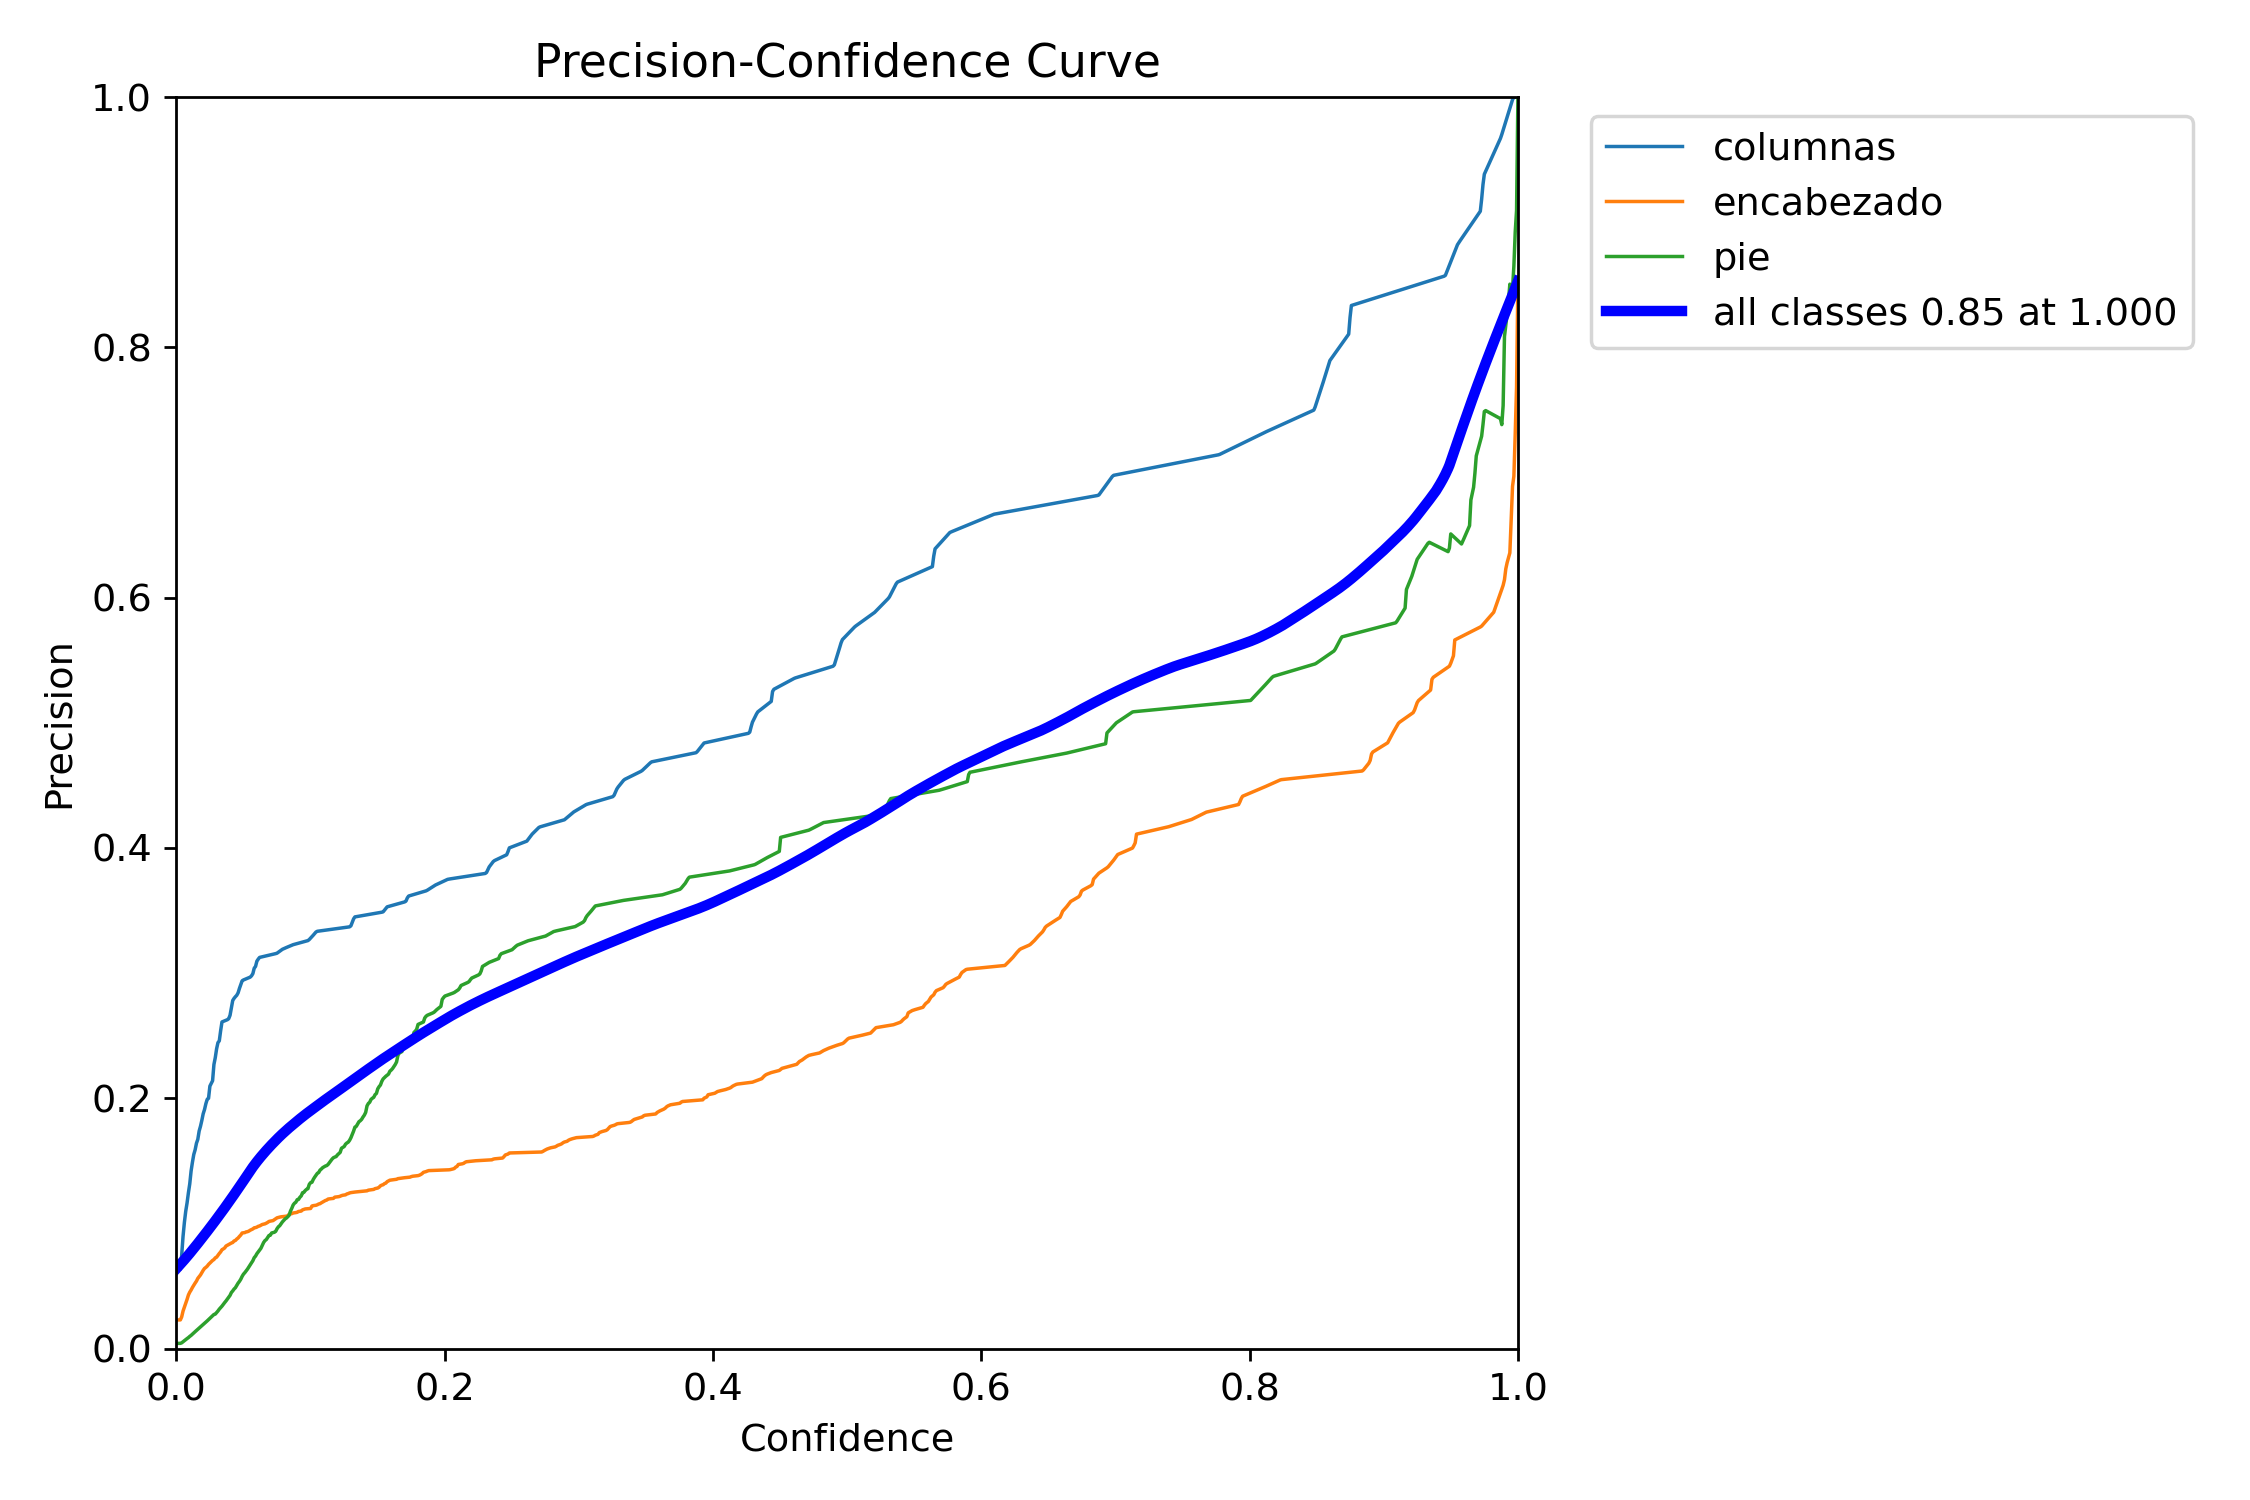 Precision-Confidence Curve
1.0
0.8
0.6
0.4
0.2
0.0
Precision
0.0 0.2 0.4 0.6 0.8 1.0
Confidence
columnas
encabezado
pie
all classes 0.85 at 1.000